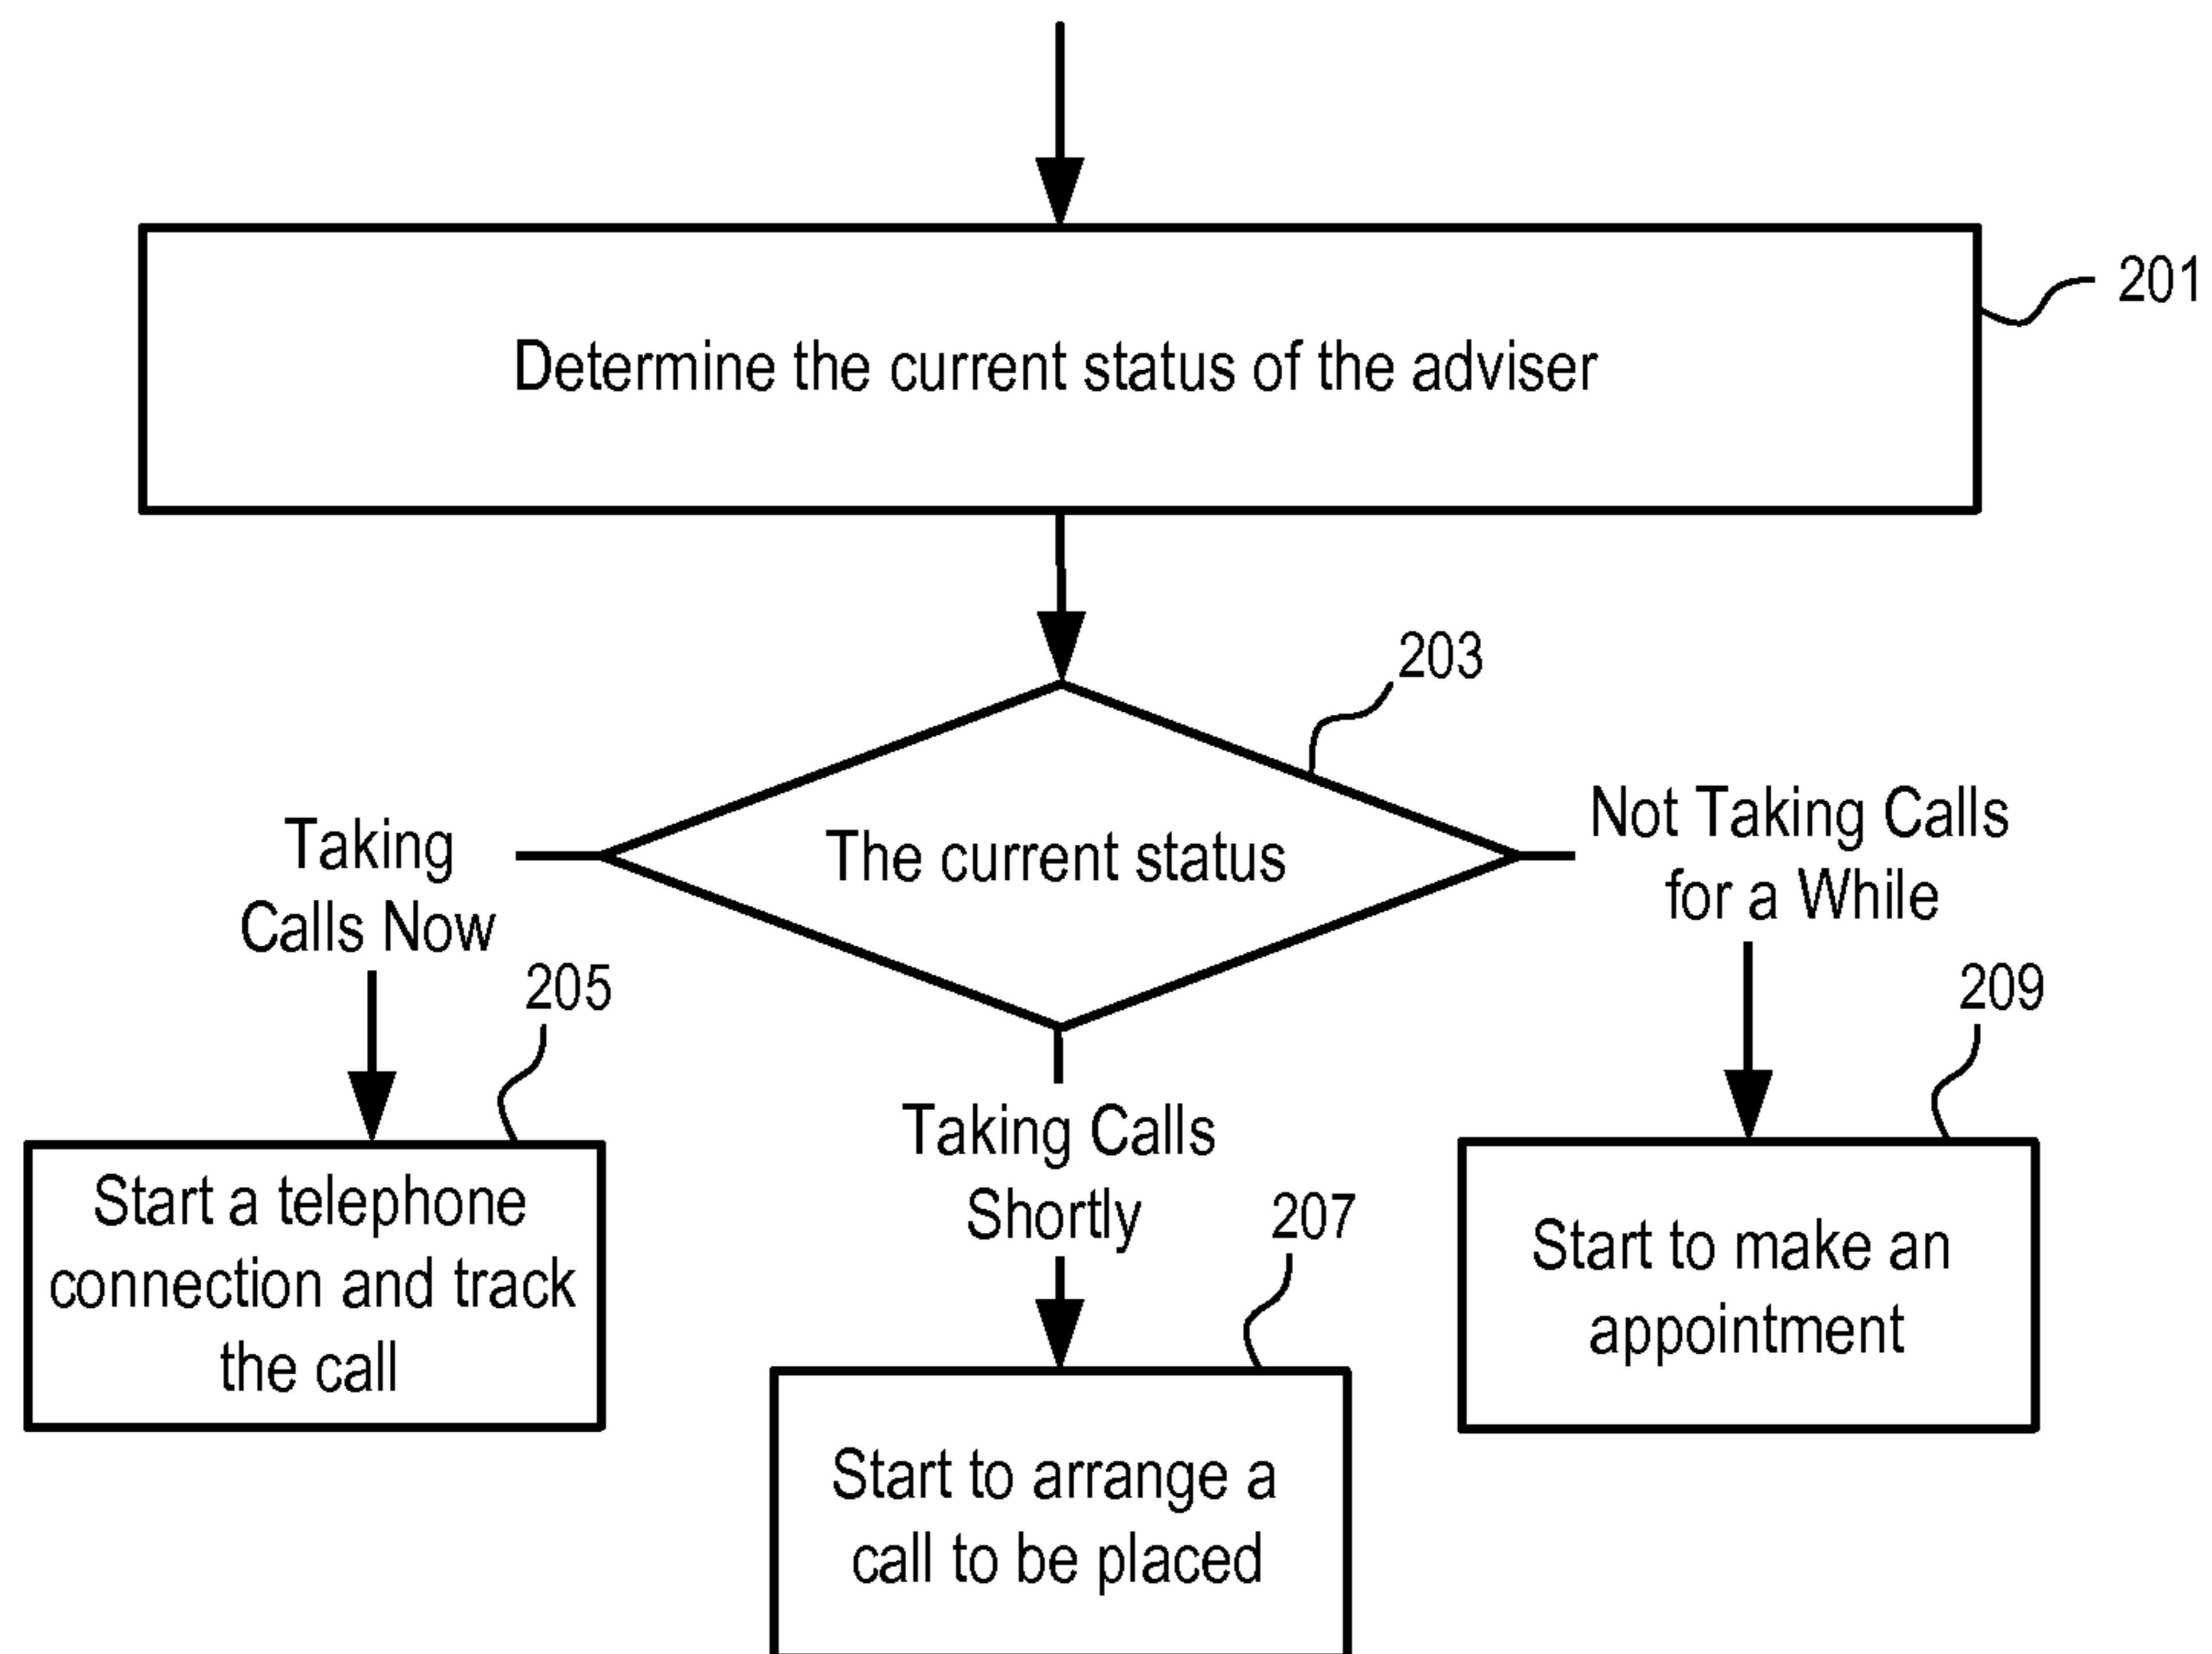 201
Determine the current status of the adviser
203
The current status
Taking
Calls Now
Not Taking Calls
for a While
205
209
Taking Calls
Shortly
207
Start a telephone
connection and track
the call
Start to make an
appointment
Start to arrange a
call to be placed